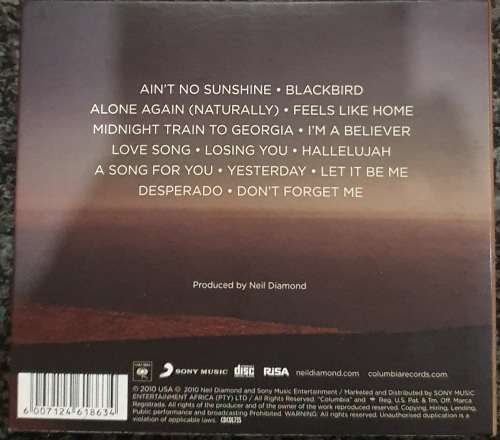 AIN'T NO SUNSHINE • BLACKBIRD
ALONE AGAIN (NATURALLY) • FEELS LIKE HOME
MIDNIGHT TRAIN TO GEORGIA • I'M A BELIEVER
LOVE SONG • LOSING YOU • HALLELUJAH
A SONG FOR YOU • YESTERDAY • LET IT BE ME
DESPERADO • DON'T FORGET ME
Produced by Neil Diamond
COLUMBIA
SONY MUSIC
disc
RiSA
neildiamond.com
columbiarecords.com
© 2010 USA ℗ 2010 Neil Diamond and Sony Music Entertainment / Marketed and Distributed by SONY MUSIC
ENTERTAINMENT AFRICA (PTY) LTD / All Rights Reserved. "Columbia" and Reg. U.S. Pat. & Tm. Off. Marca
Registrada. All rights of the producer and of the owner of the work reproduced reserved. Copying, Hiring, Lending,
Public performance and broadcasting Prohibited. WARNING: All Rights Reserved. Unauthorised duplication is a
violation of applicable laws.
6 007124 618634